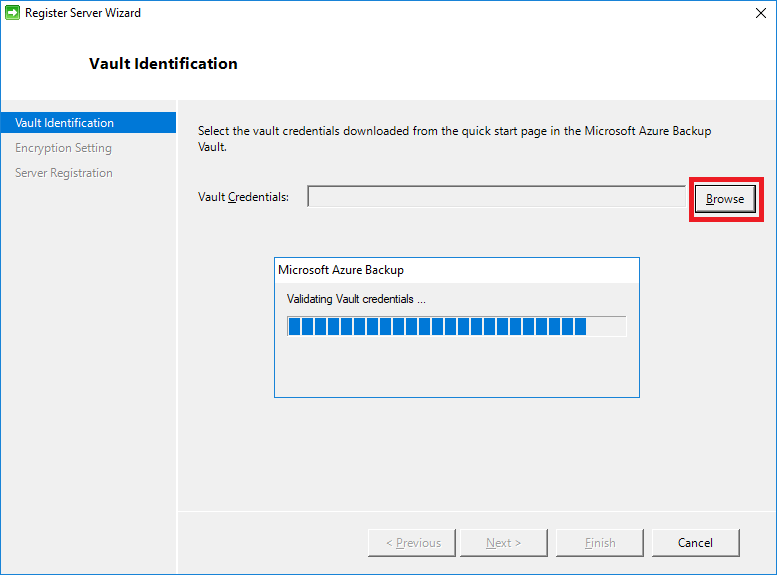 Register Server Wizard
Vault Identification
Vault Identification
Encryption Setting
Server Registration
Select the vault credentials downloaded from the quick start page in the Microsoft Azure Backup
Vault.
Vault Credentials:
Browse
Microsoft Azure Backup
Validating Vault credentials ...
< Previous
Next >
Finish
Cancel